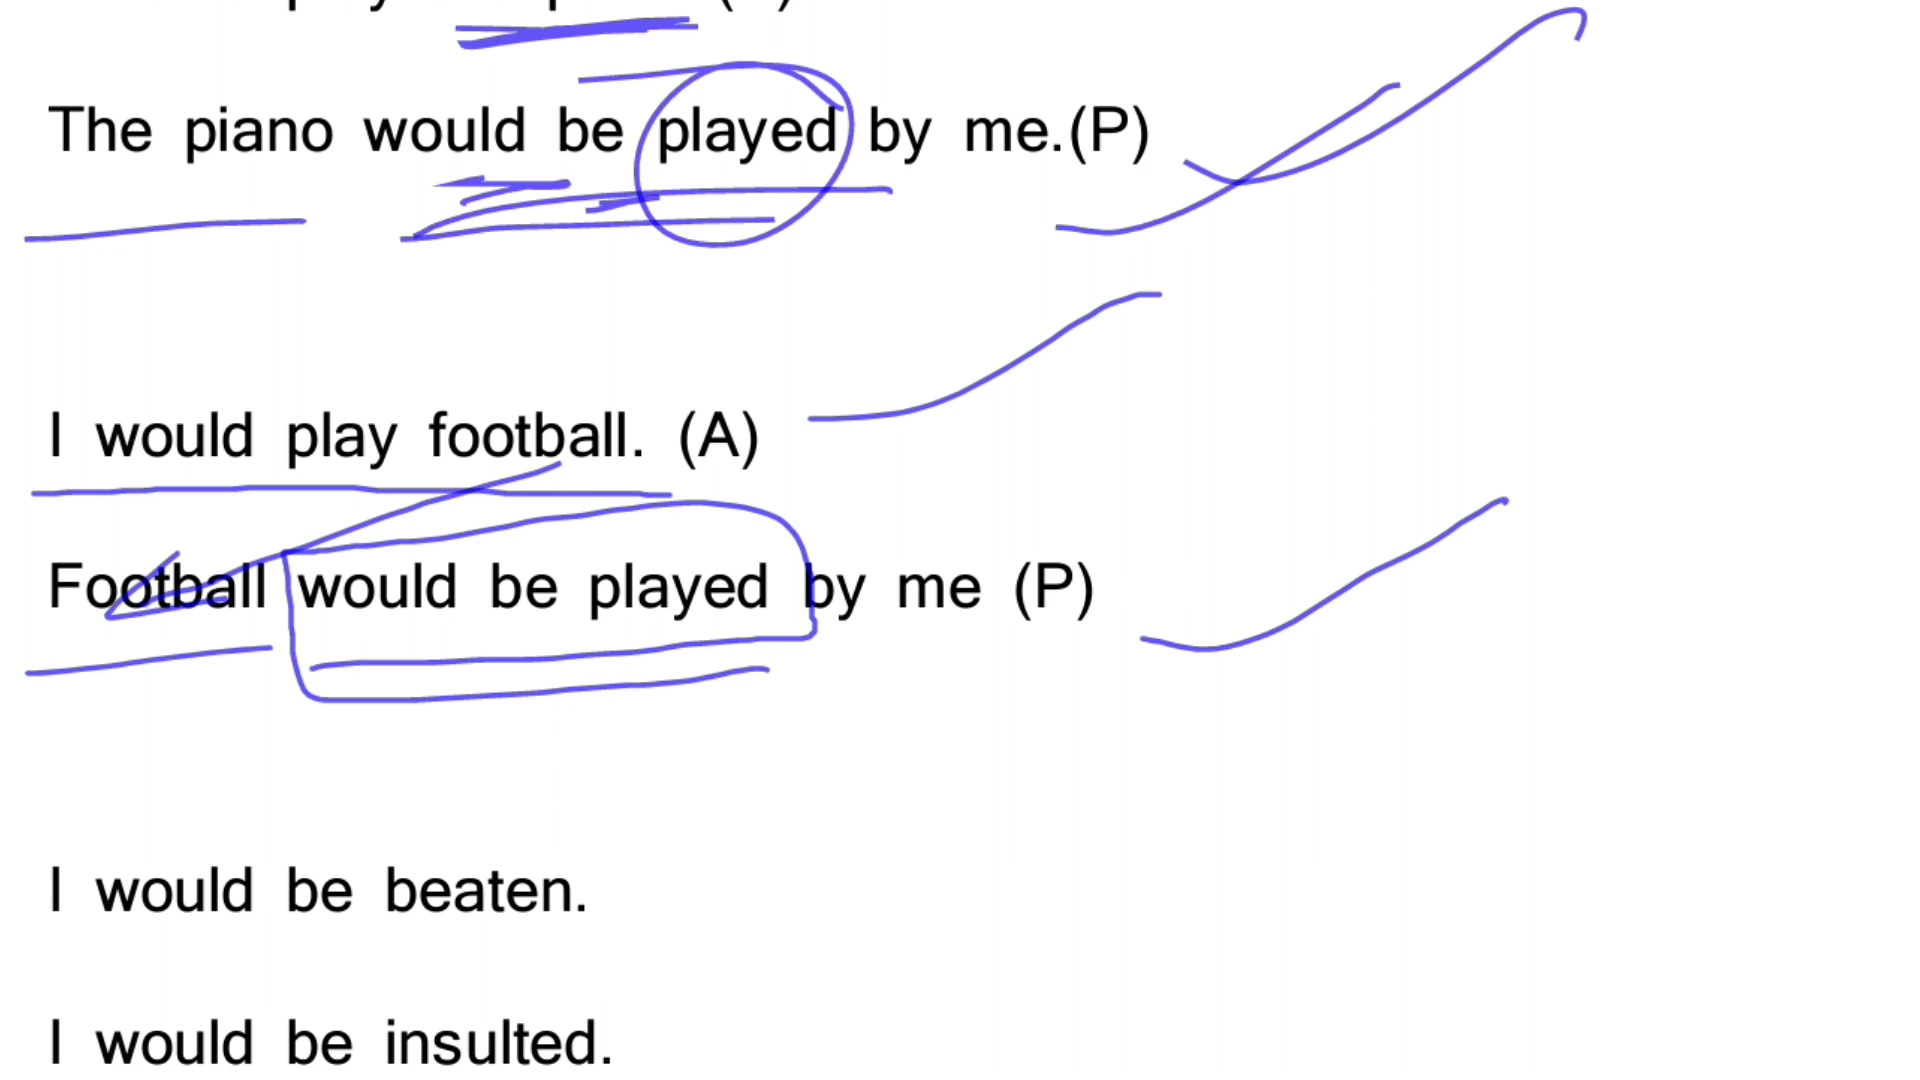 The piano would be played by me.(P)
I would play football. (A)
Football would be played by me (P)
I would be beaten.
I would be insulted.